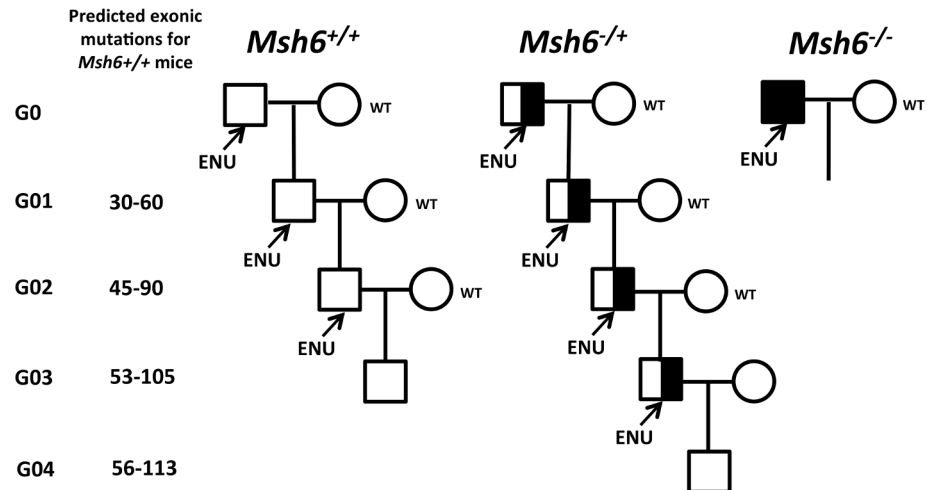 Predicted exonic
mutations for
Msh6+/+ mice
Msh6+/+
Msh6-/+
Msh6-/-
G0
WT
WT
WT
ENU
ENU
ENU
G01
30-60
WT
WT
ENU
ENU
G02
45-90
WT
WT
ENU
ENU
G03
53-105
ENU
G04
56-113